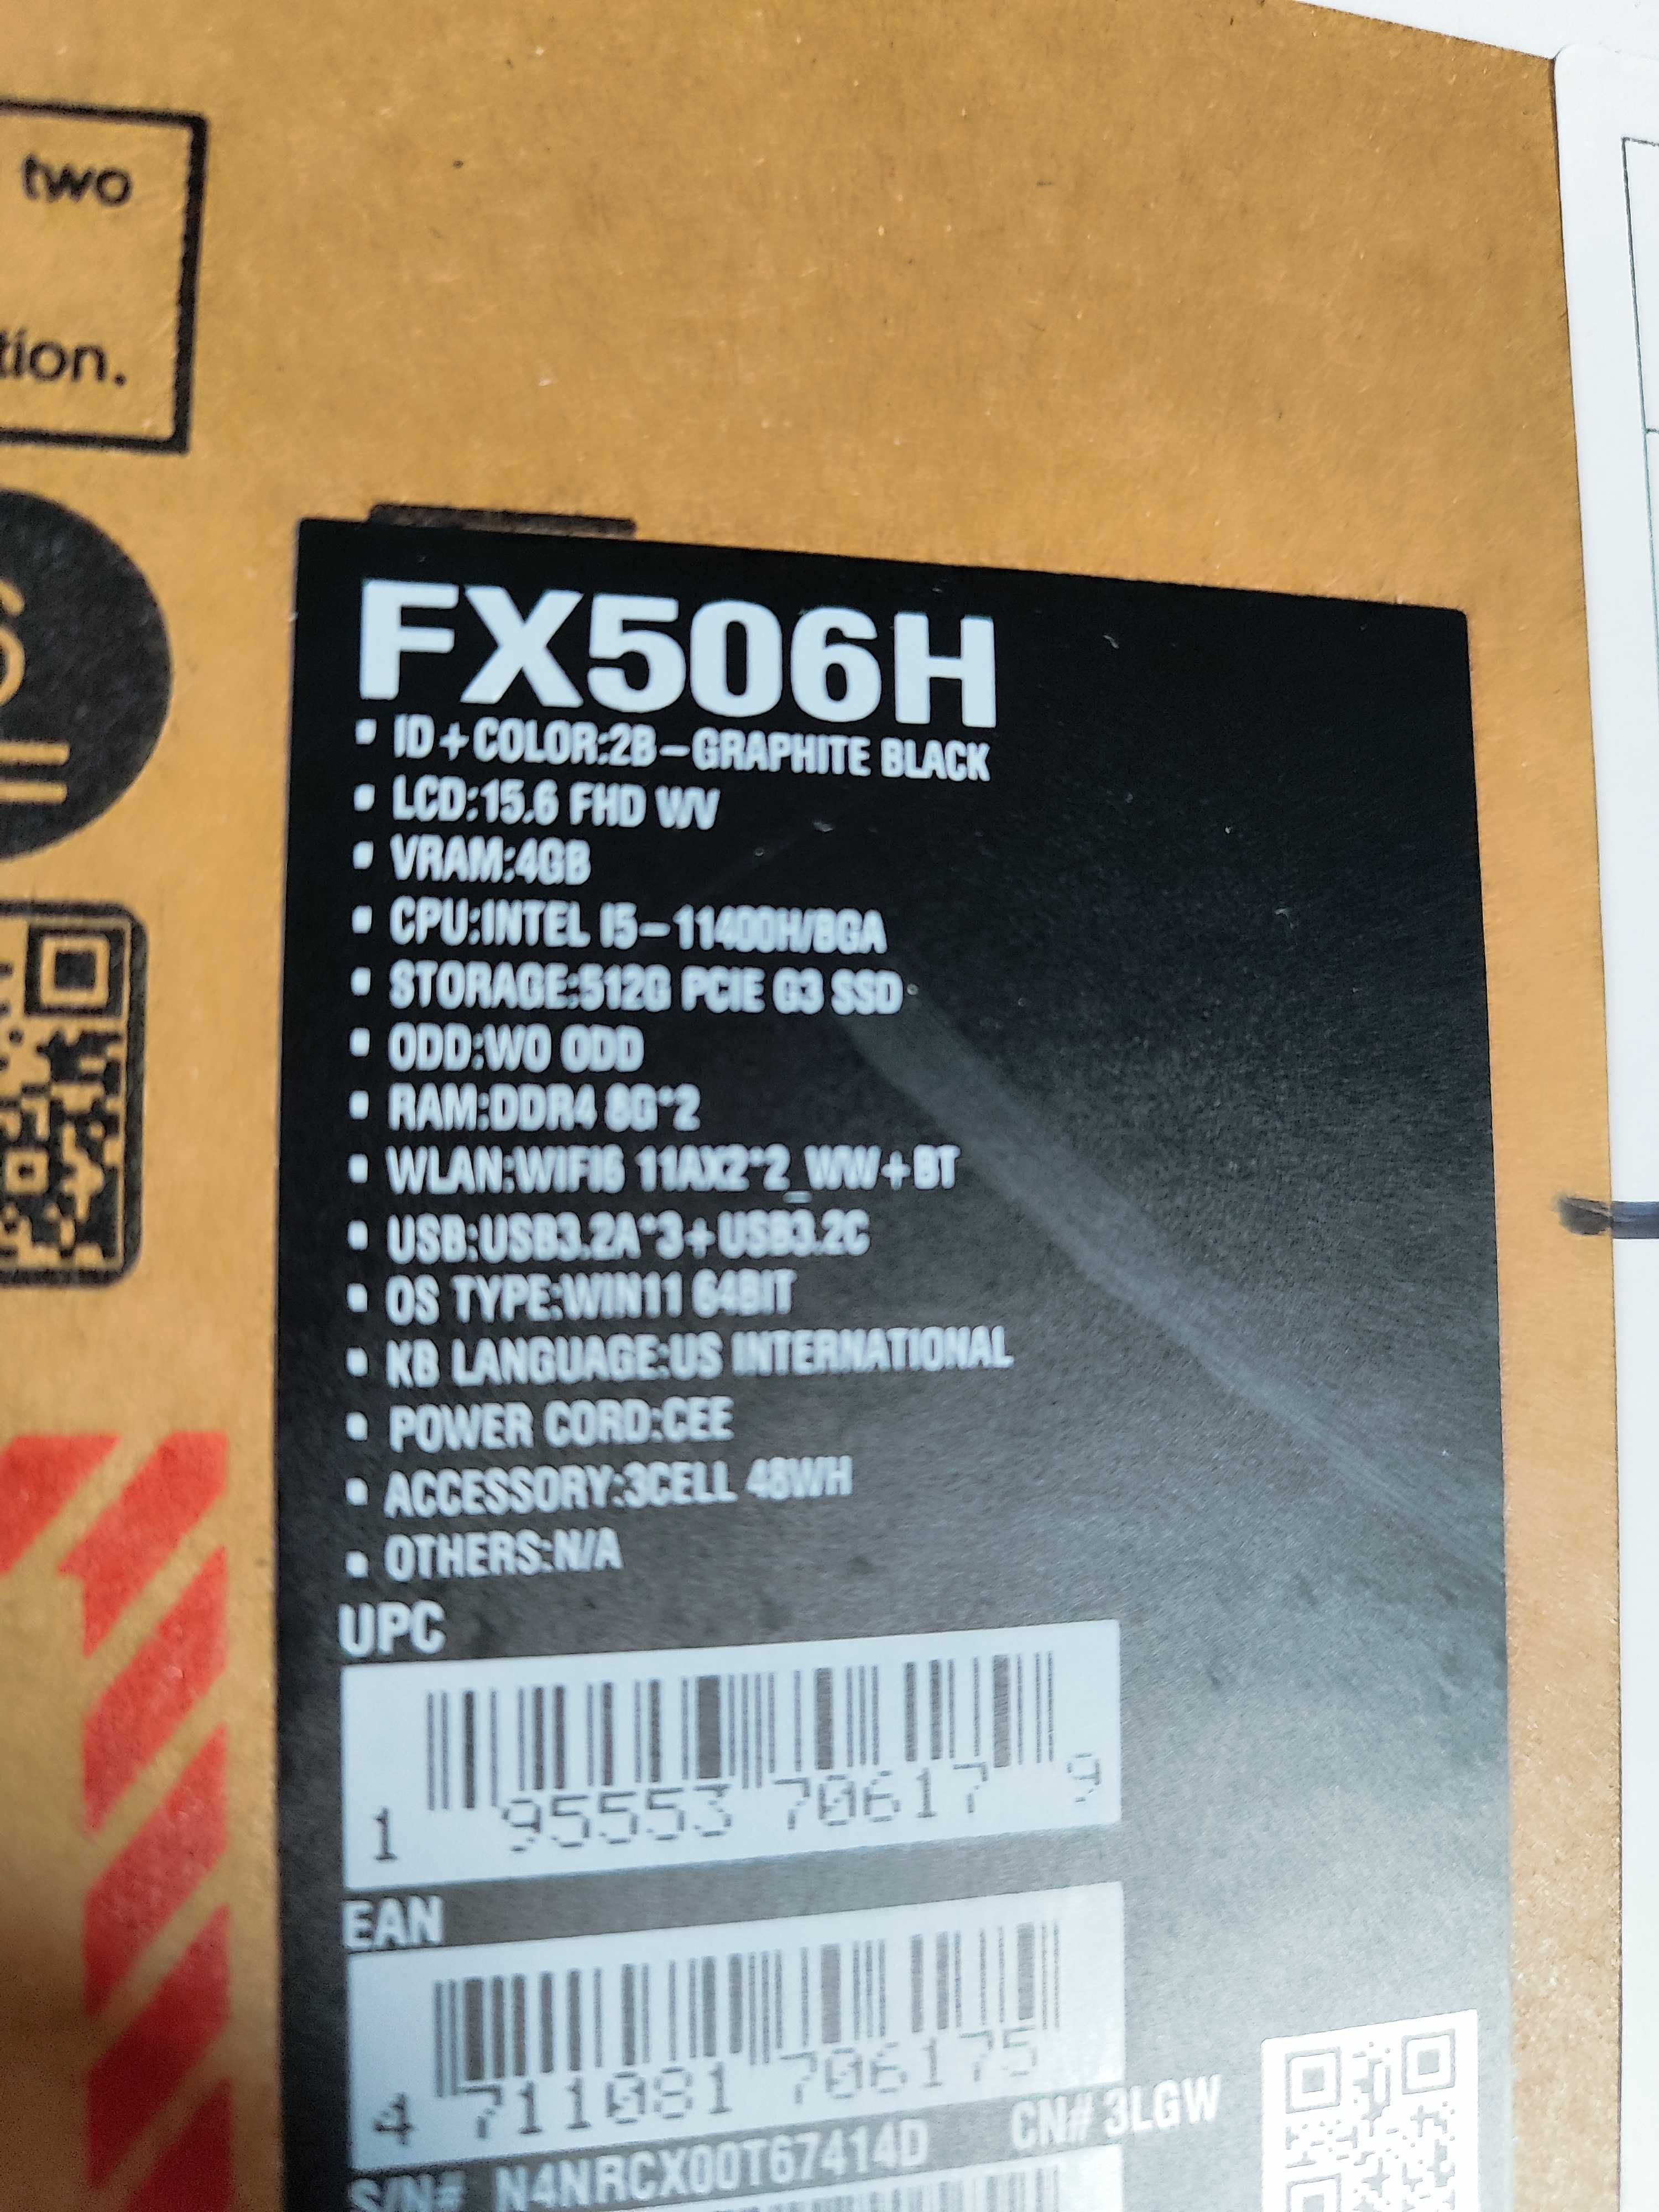 two
tion.
6
FX506H
▪ ID+COLOR:2B-GRAPHITE BLACK
▪ LCD:15.6 FHD WV
▪ VRAM:4GB
▪ CPU:INTEL I5-11400H/BGA
▪ STORAGE:512G PCIE G3 SSD
▪ ODD:WO ODD
▪ RAM:DDR4 8G*2
▪ WLAN:WIFI6 11AX2*2_WW+BT
▪ USB:USB3.2A*3+USB3.2C
▪ OS TYPE:WIN11 64BIT
▪ KB LANGUAGE:US INTERNATIONAL
▪ POWER CORD:CEE
▪ ACCESSORY:3CELL 48WH
▪ OTHERS:N/A
UPC
1 95553 70617 9
EAN
4 711081 706175
S/N# N4NRCX00T67414D CN# 3LGW